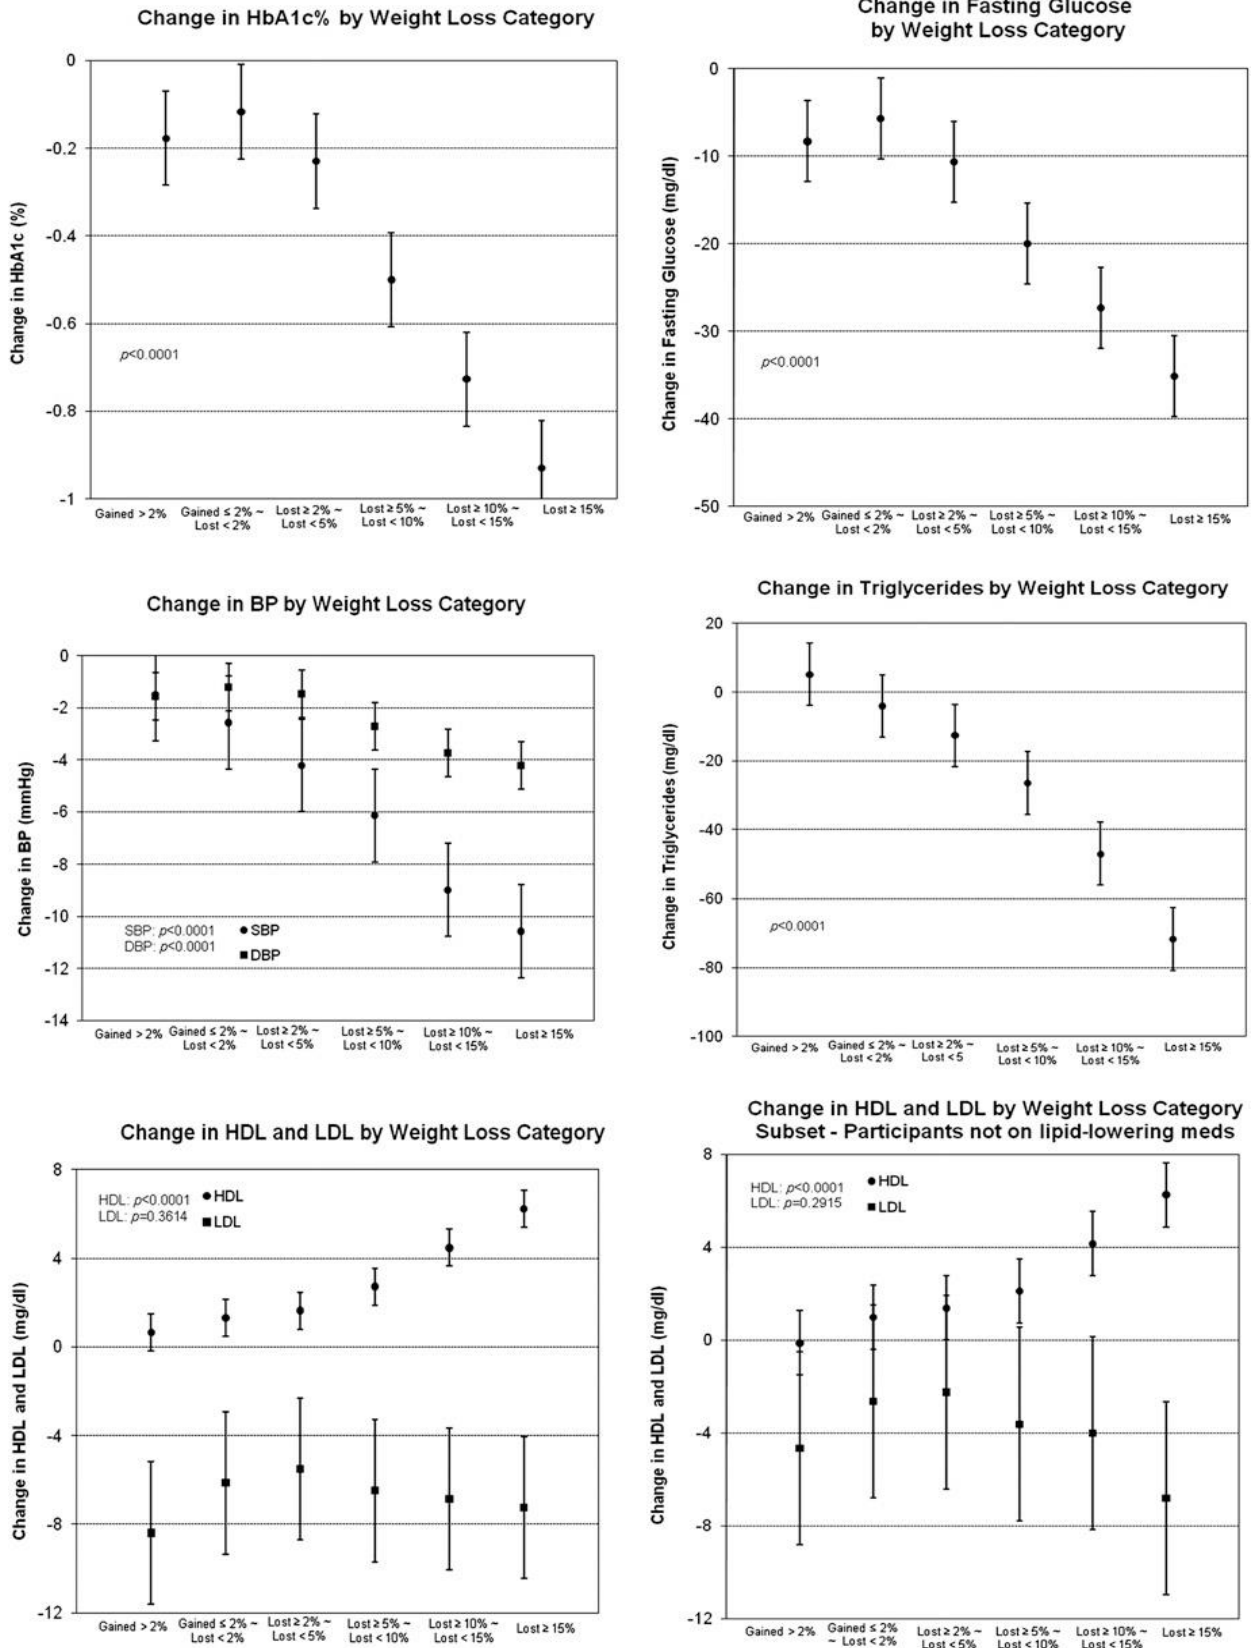 Change in HbA1c% by Weight Loss Category
Change in HbA1c (%)
0
-0.2
-0.4
-0.6
-0.8
-1
p<0.0001
Gained > 2%
Gained ≤ 2% ~
Lost < 2%
Lost ≥ 2% ~
Lost < 5%
Lost ≥ 5% ~
Lost < 10%
Lost ≥ 10% ~
Lost < 15%
Lost ≥ 15%
Change in Fasting Glucose
by Weight Loss Category
Change in Fasting Glucose (mg/dl)
0
-10
-20
-30
-40
-50
p<0.0001
Gained > 2%
Gained ≤ 2% ~
Lost < 2%
Lost ≥ 2% ~
Lost < 5%
Lost ≥ 5% ~
Lost < 10%
Lost ≥ 10% ~
Lost < 15%
Lost ≥ 15%
Change in BP by Weight Loss Category
Change in BP (mmHg)
0
-2
-4
-6
-8
-10
-12
-14
SBP: p<0.0001
DBP: p<0.0001
SBP
DBP
Gained > 2%
Gained ≤ 2% ~
Lost < 2%
Lost ≥ 2% ~
Lost < 5%
Lost ≥ 5% ~
Lost < 10%
Lost ≥ 10% ~
Lost < 15%
Lost ≥ 15%
Change in Triglycerides by Weight Loss Category
Change in Triglycerides (mg/dl)
20
0
-20
-40
-60
-80
-100
p<0.0001
Gained > 2%
Gained ≤ 2% ~
Lost < 2%
Lost ≥ 2% ~
Lost < 5
Lost ≥ 5% ~
Lost < 10%
Lost ≥ 10% ~
Lost < 15%
Lost ≥ 15%
Change in HDL and LDL by Weight Loss Category
Change in HDL and LDL (mg/dl)
8
4
0
-4
-8
-12
HDL: p<0.0001
LDL: p=0.3614
HDL
LDL
Gained > 2%
Gained ≤ 2% ~
Lost < 2%
Lost ≥ 2% ~
Lost < 5%
Lost ≥ 5% ~
Lost < 10%
Lost ≥ 10% ~
Lost < 15%
Lost ≥ 15%
Change in HDL and LDL by Weight Loss Category
Subset - Participants not on lipid-lowering meds
Change in HDL and LDL (mg/dl)
8
4
0
-4
-8
-12
HDL: p<0.0001
LDL: p=0.2915
HDL
LDL
Gained > 2%
Gained ≤ 2%
~ Lost < 2%
Lost ≥ 2% ~
Lost < 5%
Lost ≥ 5% ~
Lost < 10%
Lost ≥ 10% ~
Lost < 15%
Lost ≥ 15%